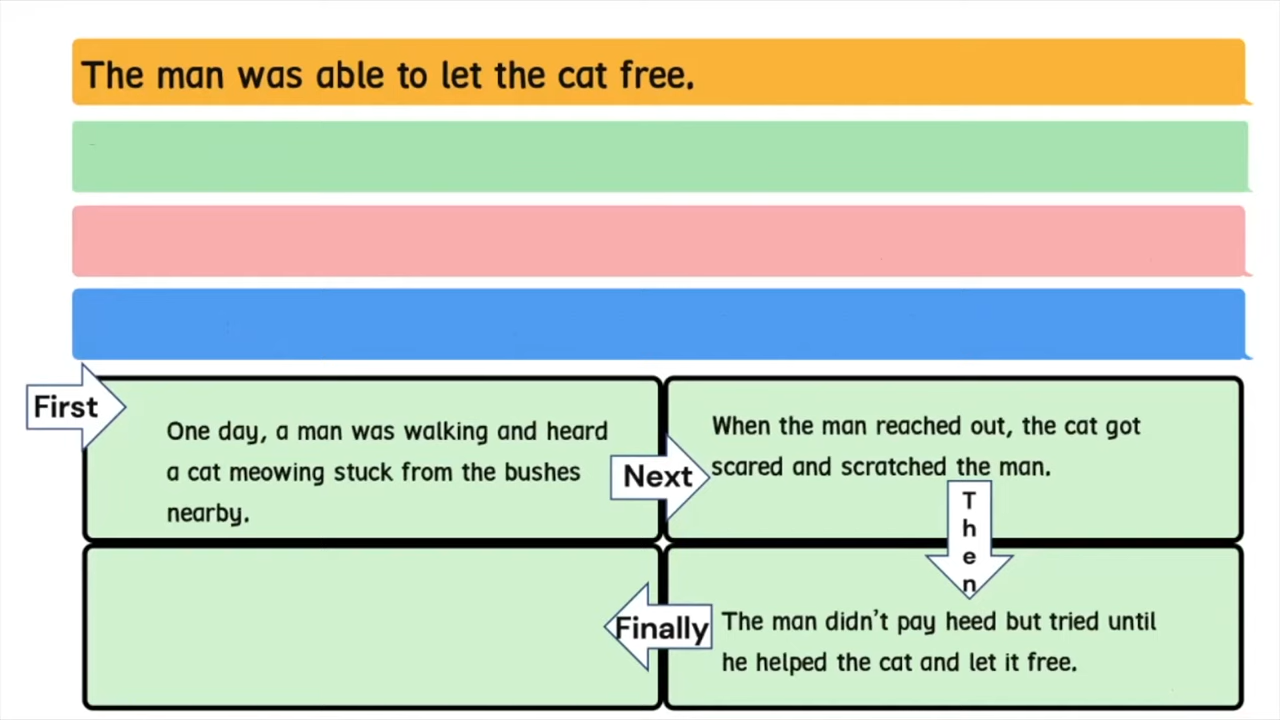 The man was able to let the cat free.
First
One day, a man was walking and heard
a cat meowing stuck from the bushes
nearby.
Next
When the man reached out, the cat got
scared and scratched the man.
Then
The man didn't pay heed but tried until
he helped the cat and let it free.
Finally